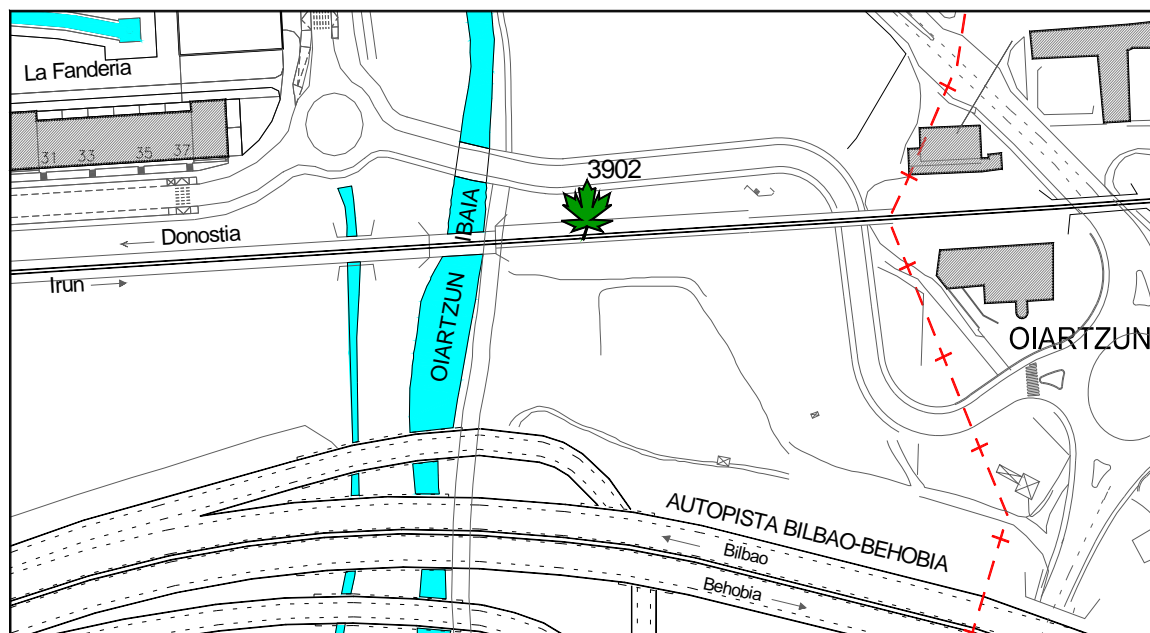 La Fanderia
31 33 35 37
3902
Donostia
Irun
OIARTZUN IBAIA
OIARTZUN
AUTOPISTA BILBAO-BEHOBIA
Bilbao
Behobia